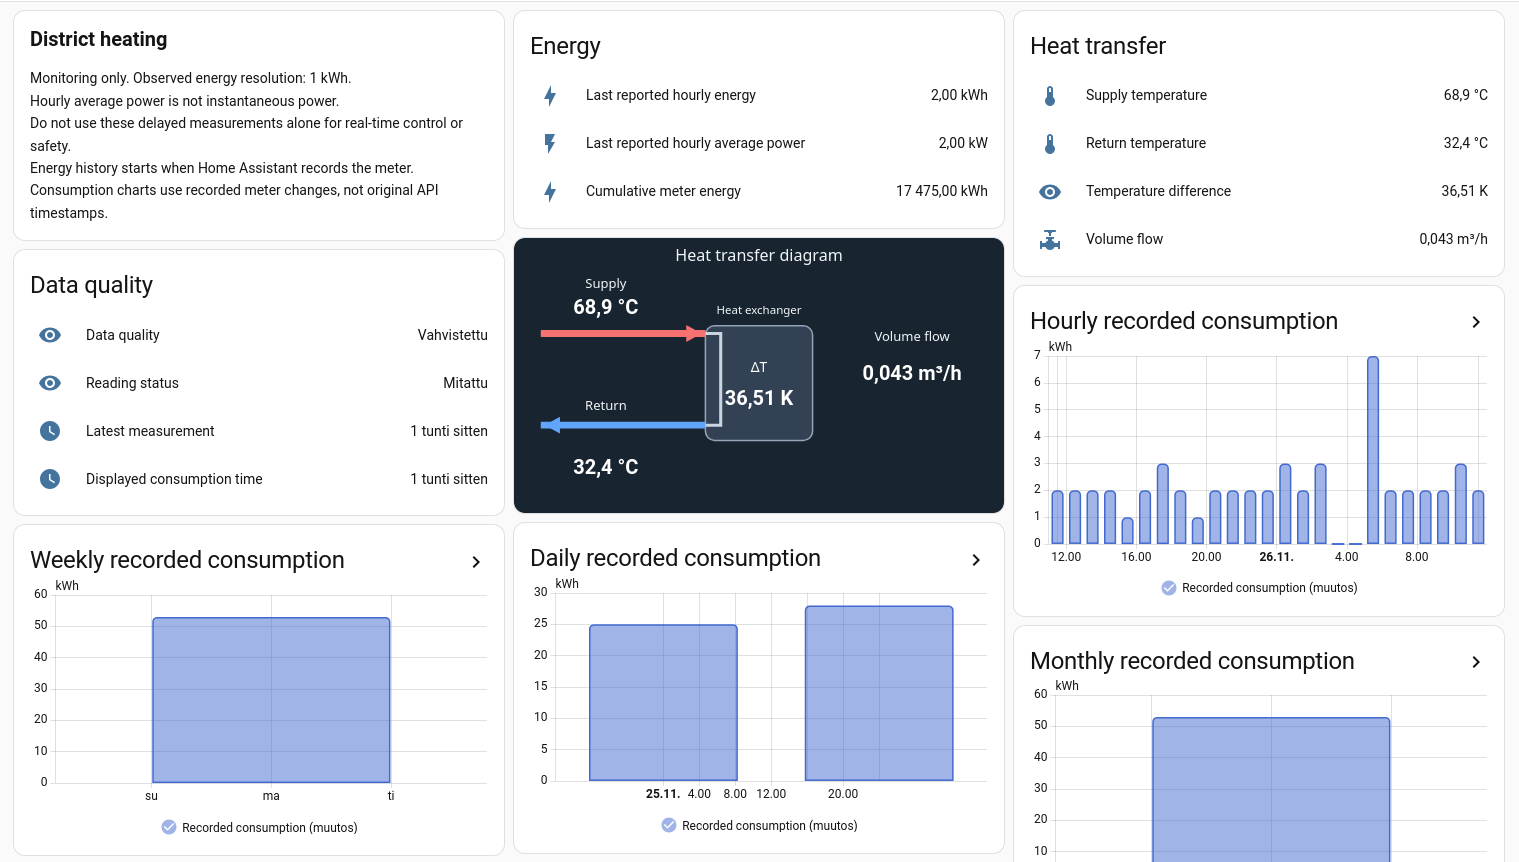 District heating
Monitoring only. Observed energy resolution: 1 kWh.
Hourly average power is not instantaneous power.
Do not use these delayed measurements alone for real-time control or
safety.
Energy history starts when Home Assistant records the meter.
Consumption charts use recorded meter changes, not original API
timestamps.
Data quality
Data quality Vahvistettu
Reading status Mitattu
Latest measurement 1 tunti sitten
Displayed consumption time 1 tunti sitten
Weekly recorded consumption
kWh
60
50
40
30
20
10
0
su ma ti
Recorded consumption (muutos)
Energy
Last reported hourly energy 2,00 kWh
Last reported hourly average power 2,00 kW
Cumulative meter energy 17 475,00 kWh
Heat transfer diagram
Supply
68,9 °C
Heat exchanger
Volume flow
ΔT
0,043 m³/h
36,51 K
Return
32,4 °C
Daily recorded consumption
kWh
30
25
20
15
10
5
0
25.11. 4.00 8.00 12.00 20.00
Recorded consumption (muutos)
Heat transfer
Supply temperature 68,9 °C
Return temperature 32,4 °C
Temperature difference 36,51 K
Volume flow 0,043 m³/h
Hourly recorded consumption
kWh
7
6
5
4
3
2
1
0
12.00 16.00 20.00 26.11. 4.00 8.00
Recorded consumption (muutos)
Monthly recorded consumption
kWh
60
50
40
30
20
10